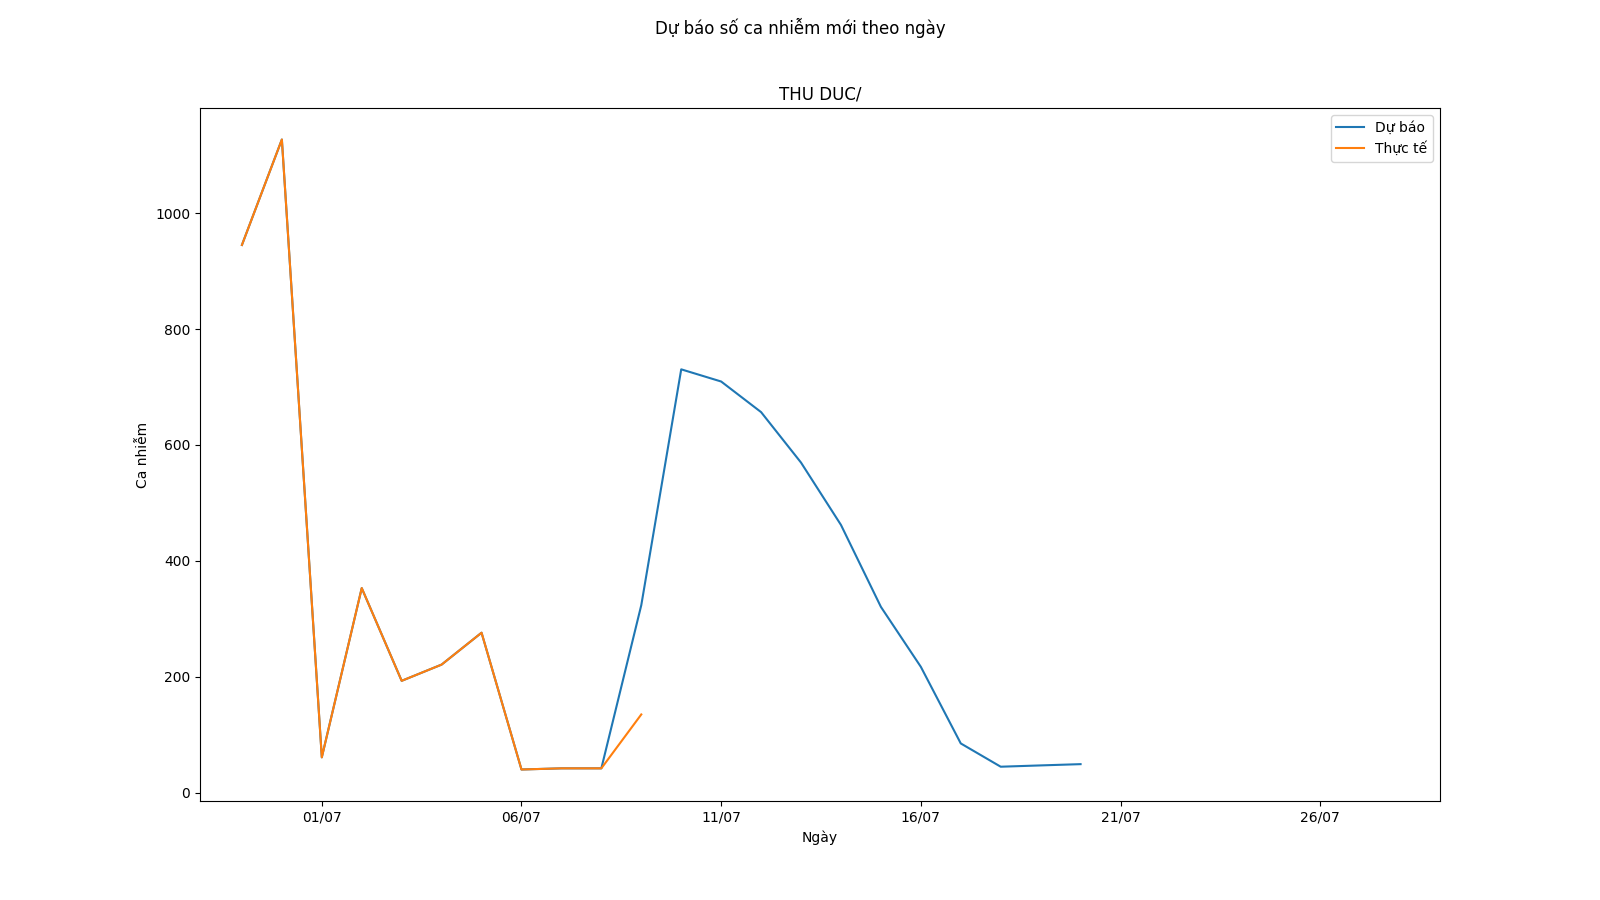 Dự báo số ca nhiễm mới theo ngày
THU DUC/
Dự báo
Thực tế
1000
800
600
400
200
0
Ca nhiễm
01/07
06/07
11/07
16/07
21/07
26/07
Ngày